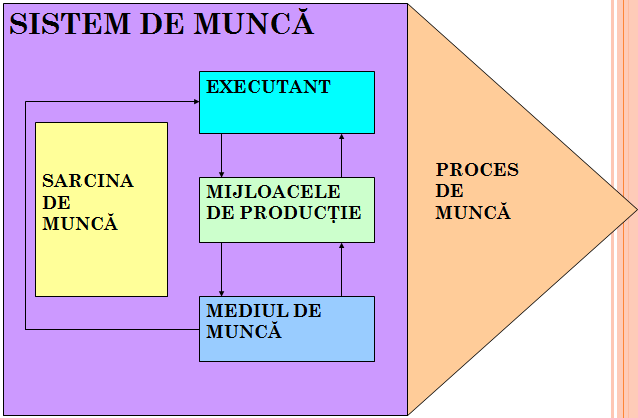 SISTEM DE MUNCĂ
EXECUTANT
SARCINA
DE
MUNCĂ
MIJLOACELE
DE PRODUCȚIE
MEDIUL DE
MUNCĂ
PROCES
DE
MUNCĂ